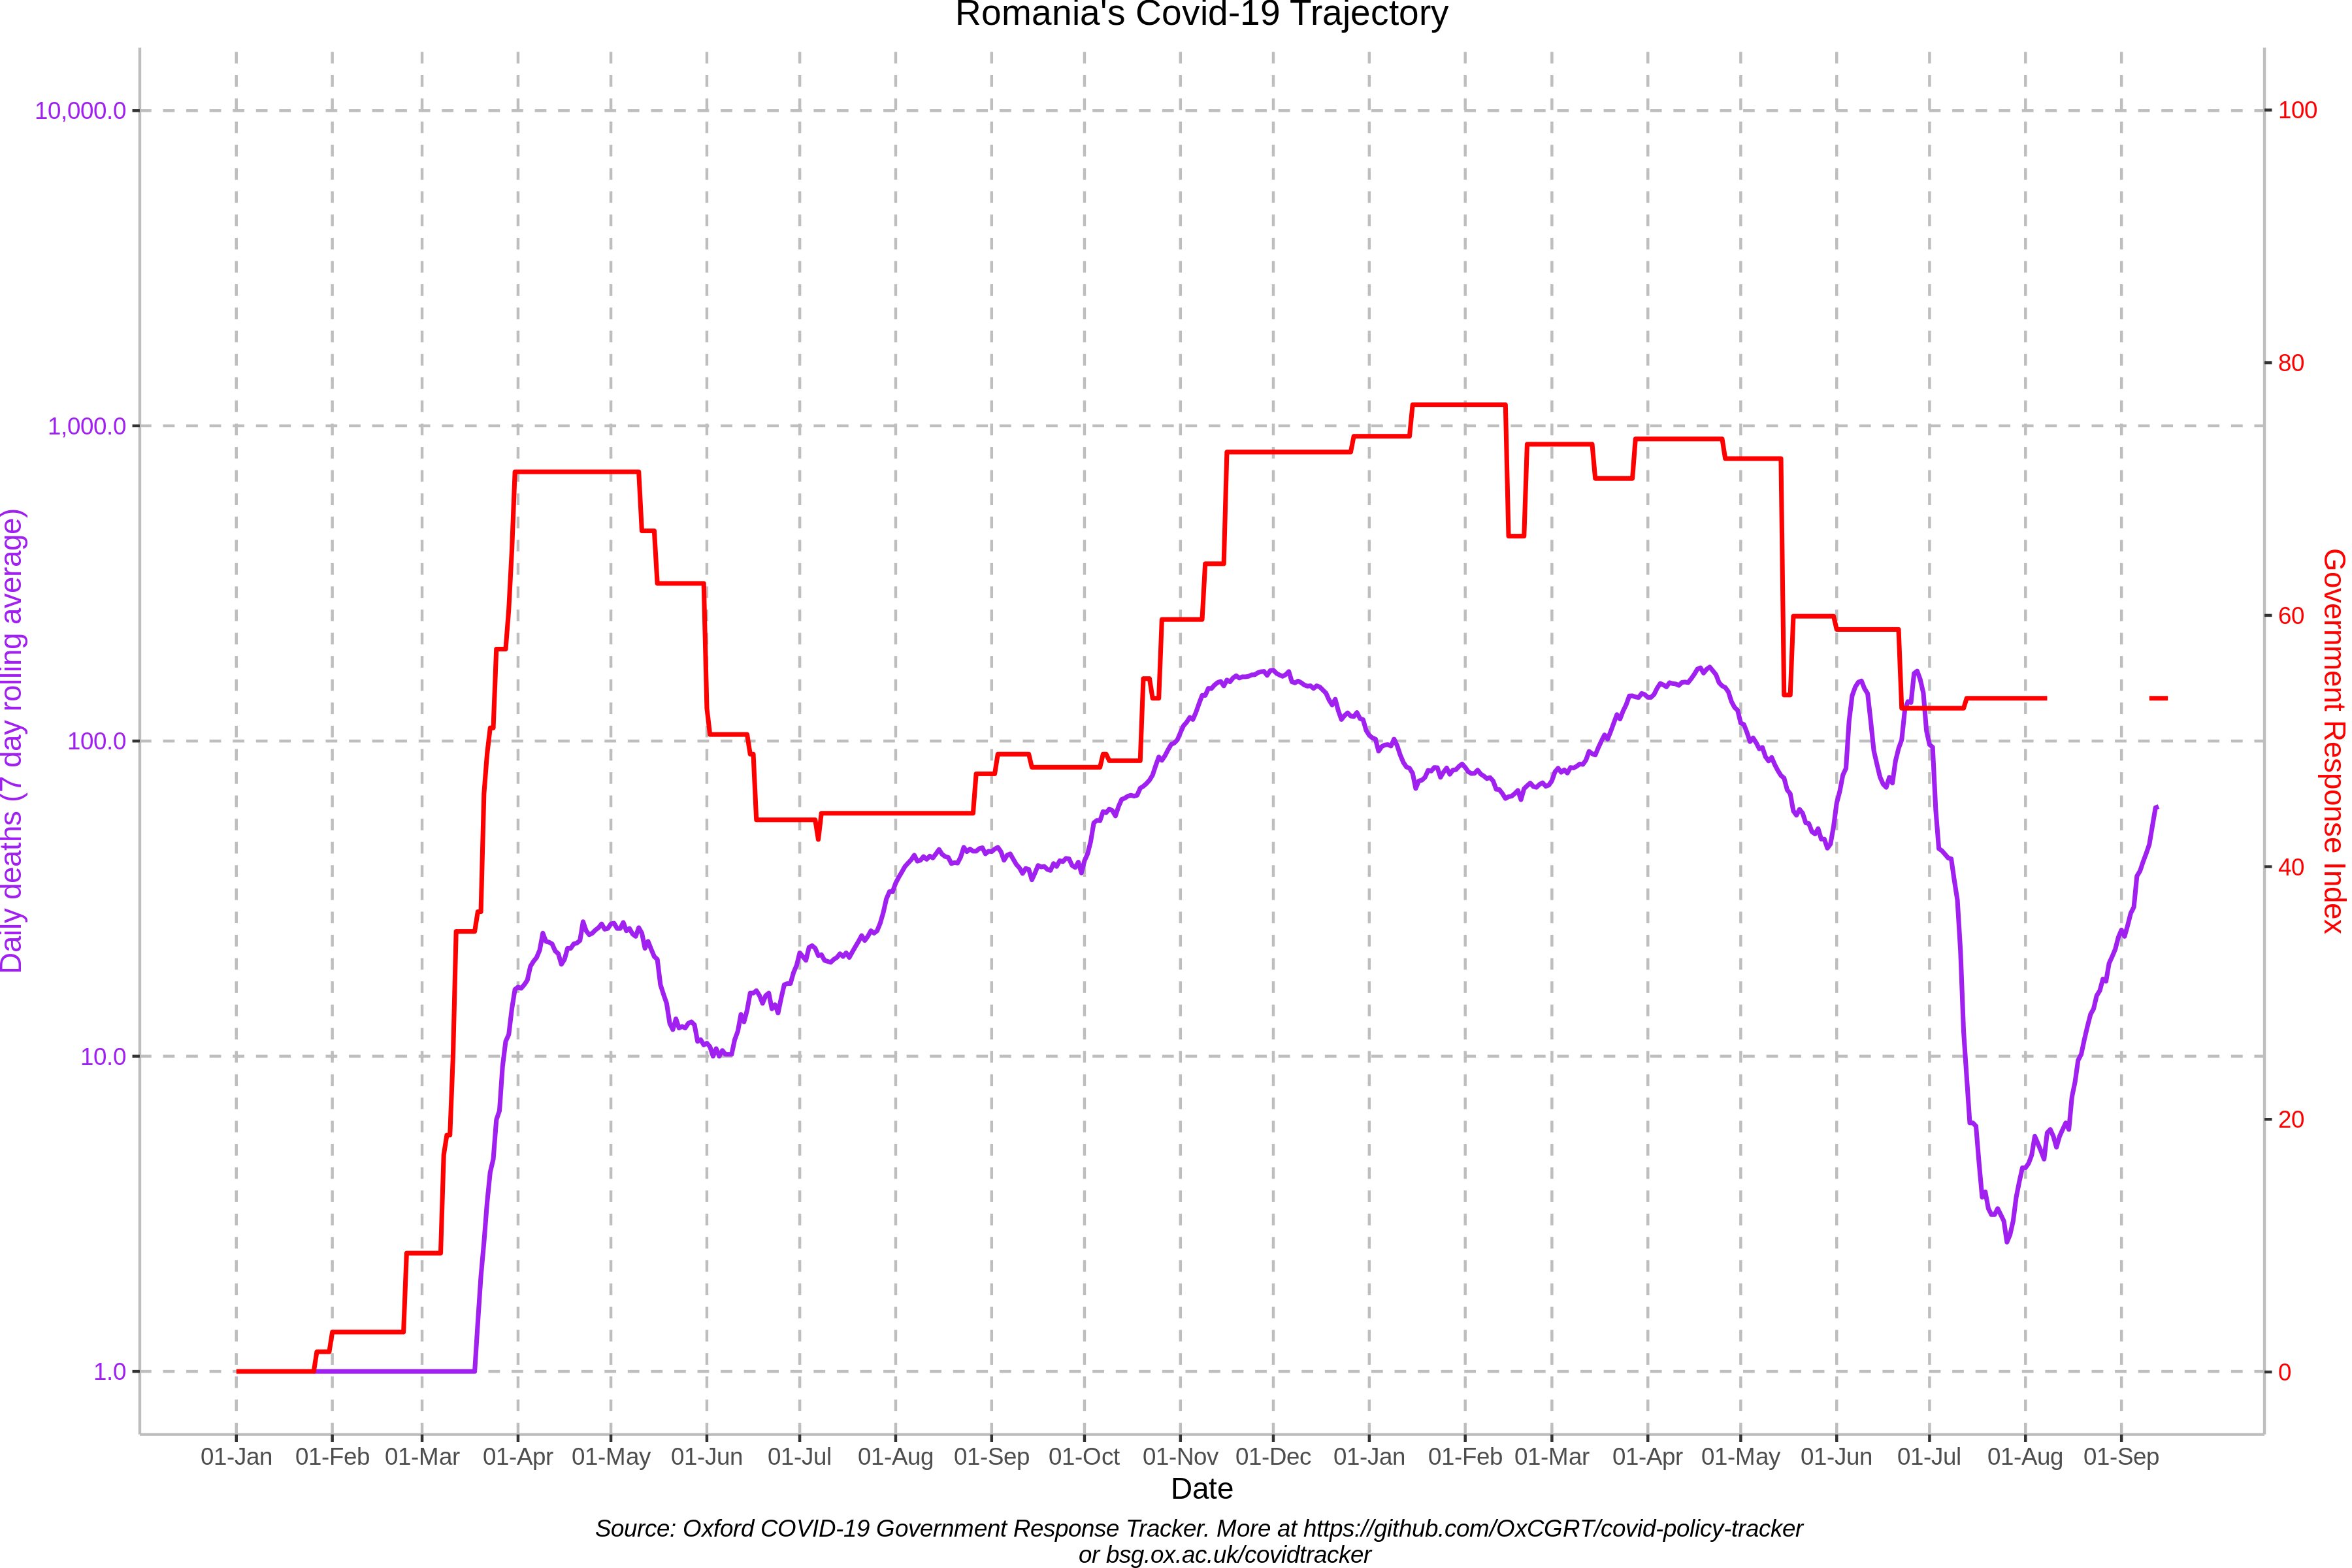 Romania's Covid-19 Trajectory
10,000.0
1,000.0
100.0
10.0
1.0
Daily deaths (7 day rolling average)
100
80
60
40
20
0
Government Response Index
01-Jan 01-Feb 01-Mar 01-Apr 01-May 01-Jun 01-Jul 01-Aug 01-Sep 01-Oct 01-Nov 01-Dec 01-Jan 01-Feb 01-Mar 01-Apr 01-May 01-Jun 01-Jul 01-Aug 01-Sep
Date
Source: Oxford COVID-19 Government Response Tracker. More at https://github.com/OxCGRT/covid-policy-tracker
or bsg.ox.ac.uk/covidtracker